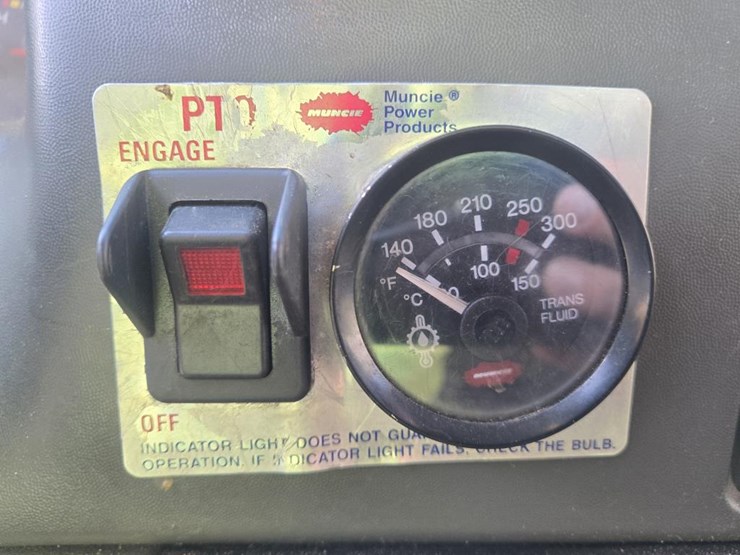 PTO
ENGAGE
MUNCIE
Muncie ®
Power
Products
140
180
210
250
300
°F
°C
100
150
TRANS
FLUID
MUNCIE
OFF
INDICATOR LIGHT DOES NOT
OPERATION. IF INDICATOR LIGHT FAILS, CHECK THE BULB.